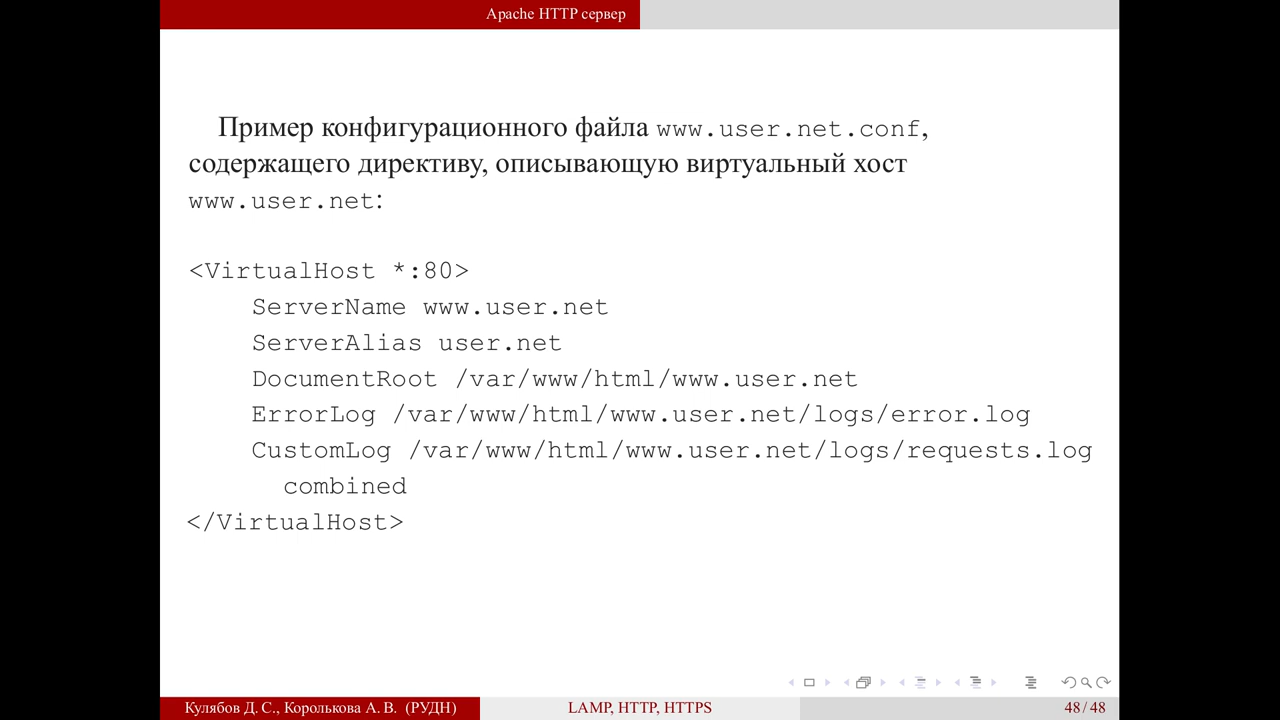 Apache HTTP сервер
Пример конфигурационного файла www.user.net.conf,
содержащего директиву, описывающую виртуальный хост
www.user.net:
<VirtualHost *:80>
ServerName www.user.net
ServerAlias user.net
DocumentRoot /var/www/html/www.user.net
ErrorLog /var/www/html/www.user.net/logs/error.log
CustomLog /var/www/html/www.user.net/logs/requests.log
combined
</VirtualHost>
Кулябов Д. С., Королькова А. В. (РУДН)
LAMP, HTTP, HTTPS
48 / 48